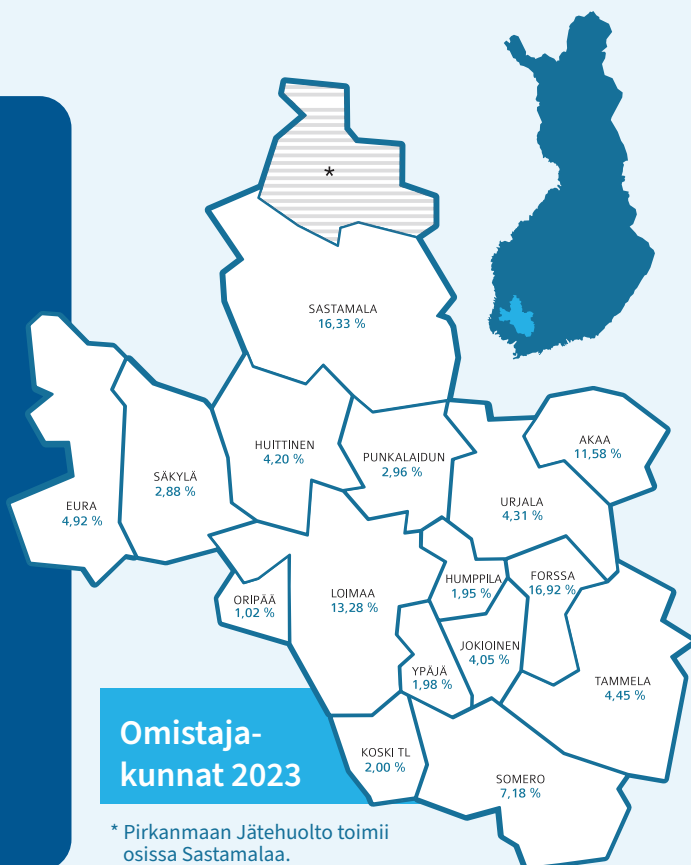 *
SASTAMALA
16,33 %
AKAA
11,58 %
HUITTINEN
4,20 %
PUNKALAIDUN
2,96 %
SÄKYLÄ
2,88 %
EURA
4,92 %
URJALA
4,31 %
HUMPPILA
1,95 %
FORSSA
16,92 %
ORIPÄÄ
1,02 %
LOIMAA
13,28 %
JOKIOINEN
4,05 %
YPÄJÄ
1,98 %
TAMMELA
4,45 %
KOSKI TL
2,00 %
SOMERO
7,18 %
Omistaja-
kunnat 2023
* Pirkanmaan Jätehuolto toimii
osissa Sastamalaa.